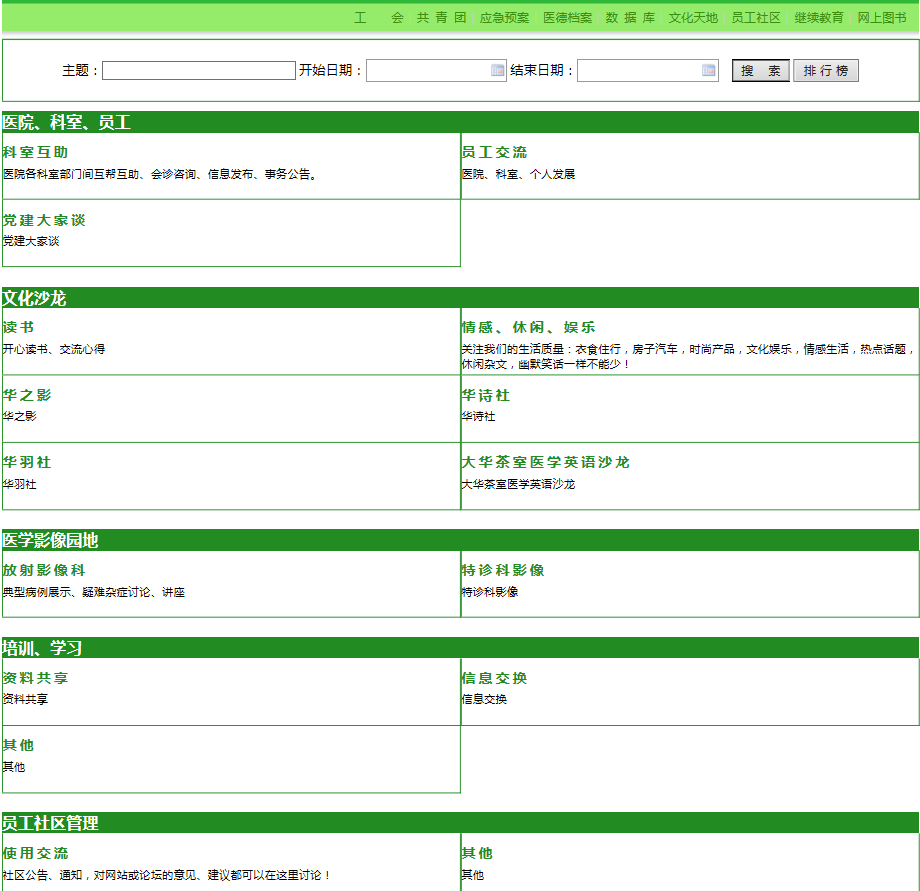 工 会 共 青 团 应急预案 医德档案 数 据 库 文化天地 员工社区 继续教育 网上图书
主题： 开始日期： 结束日期： 搜 索 排 行 榜
医院、科室、员工
科室互助
医院各科室部门间互帮互助、会诊咨询、信息发布、事务公告。
员工交流
医院、科室、个人发展
党建大家谈
党建大家谈
文化沙龙
读书
开心读书、交流心得
情感、休闲、娱乐
关注我们的生活质量：衣食住行，房子汽车，时尚产品，文化娱乐，情感生活，热点话题，
休闲杂文，幽默笑话一样不能少！
华之影
华之影
华诗社
华诗社
华羽社
华羽社
大华茶室医学英语沙龙
大华茶室医学英语沙龙
医学影像园地
放射影像科
典型病例展示、疑难杂症讨论、讲座
特诊科影像
特诊科影像
培训、学习
资料共享
资料共享
信息交换
信息交换
其他
其他
员工社区管理
使用交流
社区公告、通知，对网站或论坛的意见、建议都可以在这里讨论！
其他
其他